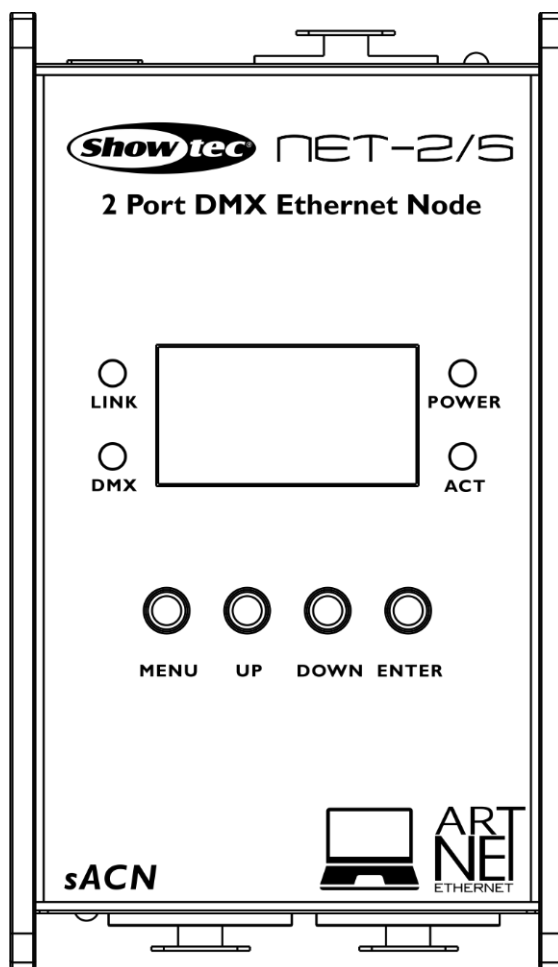 Showtec® NET-2/5
2 Port DMX Ethernet Node
LINK POWER
DMX ACT
MENU UP DOWN ENTER
sACN
ART
NET
ETHERNET